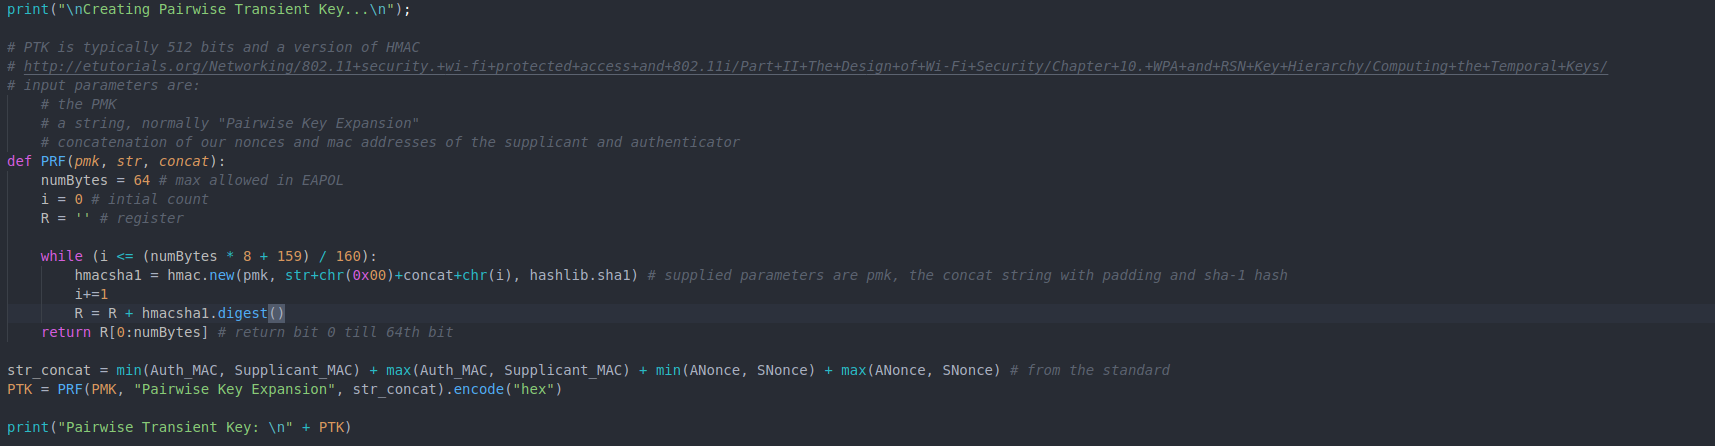 print("\nCreating Pairwise Transient Key...\n");
# PTK is typically 512 bits and a version of HMAC
# http://etutorials.org/Networking/802.11+security.+wi-fi+protected+access+and+802.11i/Part+II+The+Design+of+Wi-Fi+Security/Chapter+10.+WPA+and+RSN+Key+Hierarchy/Computing+the+Temporal+Keys/
# input parameters are:
    # the PMK
    # a string, normally "Pairwise Key Expansion"
    # concatenation of our nonces and mac addresses of the supplicant and authenticator
def PRF(pmk, str, concat):
    numBytes = 64 # max allowed in EAPOL
    i = 0 # intial count
    R = '' # register
    while (i <= (numBytes * 8 + 159) / 160):
        hmacsha1 = hmac.new(pmk, str+chr(0x00)+concat+chr(i), hashlib.sha1) # supplied parameters are pmk, the concat string with padding and sha-1 hash
        i+=1
        R = R + hmacsha1.digest()
    return R[0:numBytes] # return bit 0 till 64th bit
str_concat = min(Auth_MAC, Supplicant_MAC) + max(Auth_MAC, Supplicant_MAC) + min(ANonce, SNonce) + max(ANonce, SNonce) # from the standard
PTK = PRF(PMK, "Pairwise Key Expansion", str_concat).encode("hex")
print("Pairwise Transient Key: \n" + PTK)